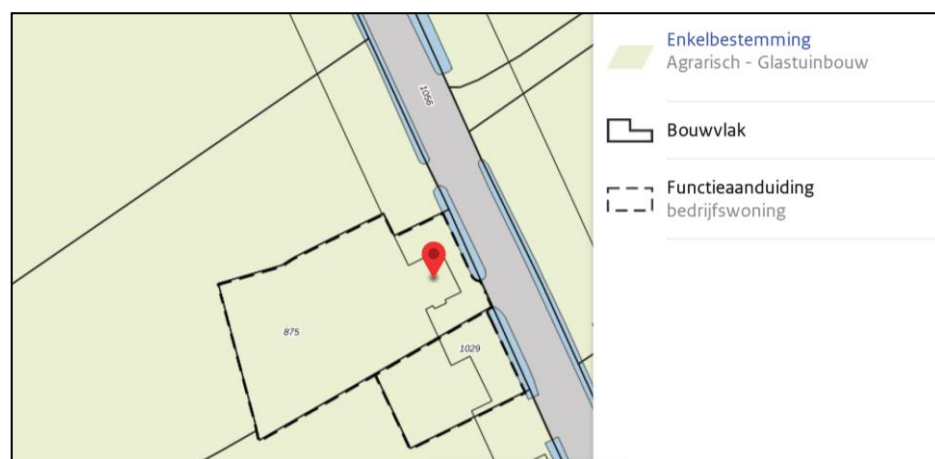 Enkelbestemming
Agrarisch - Glastuinbouw
Bouwvlak
Functieaanduiding
bedrijfswoning
1056
875
1029